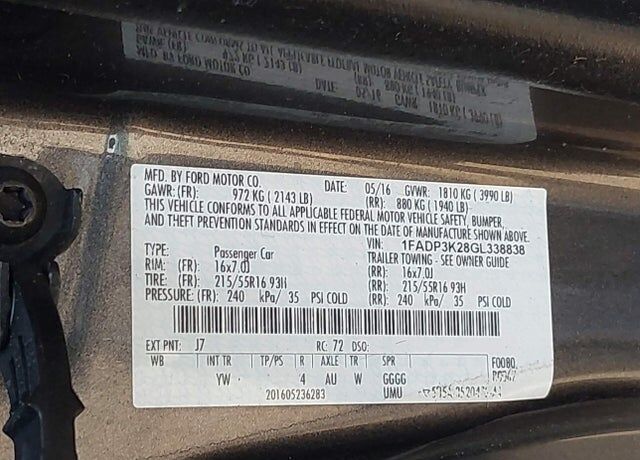 MFD. BY FORD MOTOR CO. DATE: 05/16 GVWR: 1810 KG ( 3990 LB)
GAWR: (FR) 972 KG ( 2143 LB) (RR) 880 KG ( 1940 LB)
THIS VEHICLE CONFORMS TO ALL APPLICABLE FEDERAL MOTOR VEHICLE SAFETY, BUMPER,
AND THEFT PREVENTION STANDARDS IN EFFECT ON THE DATE OF MANUFACTURE SHOWN ABOVE.
VIN: 1FADP3K28GL338838
TYPE: Passenger Car TRAILER TOWING - SEE OWNER GUIDE
RIM: (FR) 16x7.0J (RR) 16x7.0J
TIRE: (FR) 215/55R16 93H (RR) 215/55R16 93H
PRESSURE: (FR) 240 kPa/ 35 PSI COLD (RR) 240 kPa/ 35 PSI COLD
EXT PNT: J7 RC: 72 DSO:
WB INT TR TP/PS R AXLE TR SPR F0080
YW 4 AU W GGGG
201605236283 UMU